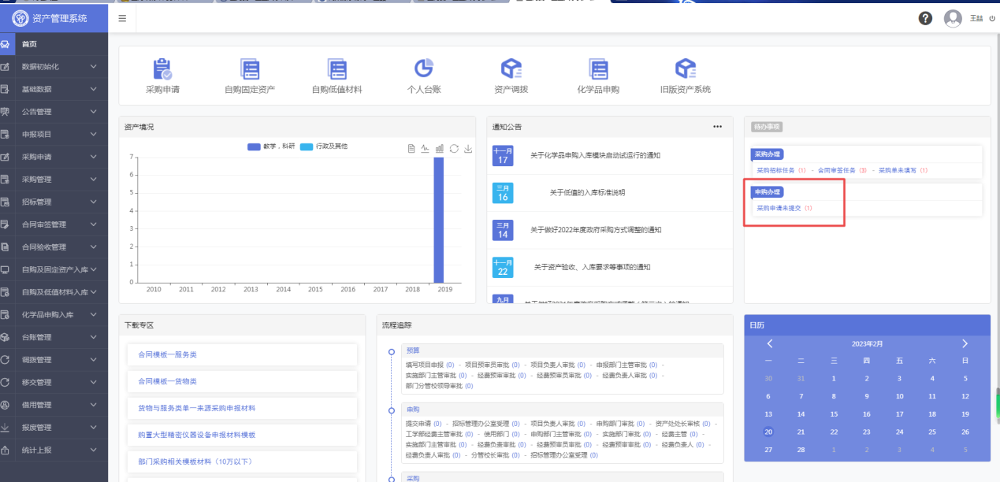 资产管理系统
王喆
首页
数据初始化
基础数据
公告管理
申报项目
采购申请
采购管理
招标管理
合同审签管理
合同验收管理
自购及固定资产入库
自购及低值材料入库
化学品申购入库
台账管理
调拨管理
移交管理
借用管理
报废管理
统计上报
采购申请
自购固定资产
自购低值材料
个人台账
资产调拨
化学品申购
旧版资产系统
资产情况
教学，科研 行政及其他
7
6
5
4
3
2
1
0
2010 2011 2012 2013 2014 2015 2016 2017 2018 2019
通知公告
十一月
17
关于化学品申购入库模块启动试运行的通知
三月
16
关于低值的入库标准说明
三月
14
关于做好2022年度政府采购方式调整的通知
十一月
22
关于资产验收、入库要求等事项的通知
九月
待办事项
采购办理
采购招标任务 (1) - 合同审签任务 (3) - 采购单未填写 (1)
申购办理
采购申请未提交 (1)
下载专区
合同模板一服务类
合同模板一货物类
货物与服务类单一来源采购申报材料
购置大型精密仪器设备申报材料模板
部门采购相关模板材料（10万以下）
流程追踪
预算
填写项目申报 (0) - 项目预审员审批 (0) - 项目负责人审批 (0) - 申报部门主管审批 (0) -
实施部门主管审批 (0) - 经费预审审批 (0) - 经费预审员审批 (0) - 经费负责人审批 (0) -
部门分管校领导审批 (0)
申购
提交申请 (0) - 招标管理办公室受理 (0) - 项目负责人审批 (0) - 申购部门审批 (0) - 资产处处长审核 (0) -
工学部经费主管审批 (0) - 使用部门 (0) - 申购部门主管审批 (0) - 实施部门审批 (0) - 经费主管 (0) -
实施部门主管审批 (0) - 经费负责审批 (0) - 经费预审员审批 (0) - 经费预审审批 (0) - 经费负责人 (0) -
经费负责人审批 (0) - 分管校长审批 (0) - 招标管理办公室受理 (0)
采购
日历
2023年2月
一 二 三 四 五 六 日
30 31 1 2 3 4 5
6 7 8 9 10 11 12
13 14 15 16 17 18 19
20 21 22 23 24 25 26
27 28 1 2 3 4 5